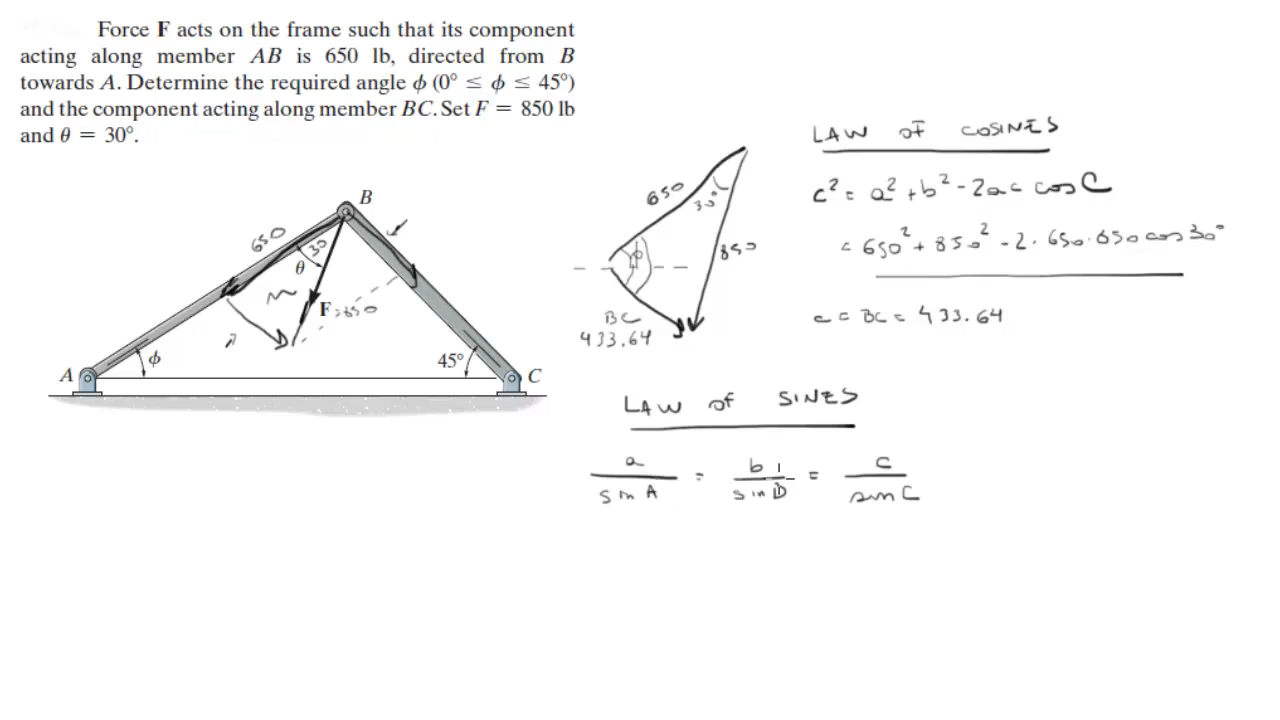 Force F acts on the frame such that its component
acting along member AB is 650 lb, directed from B
towards A. Determine the required angle ϕ (0° ≤ ϕ ≤ 45°)
and the component acting along member BC. Set F = 850 lb
and θ = 30°.
LAW OF COSINES
c² = a² + b² - 2ac cos C
= 650² + 850² - 2. 650. 850 cos 30°
c = BC = 433.64
B
650
30
θ
F = 850
A
ϕ
45°
C
650
30°
850
ϕ
BC
433.64
LAW OF SINES
a / sin A = b / sin B = c / sin C